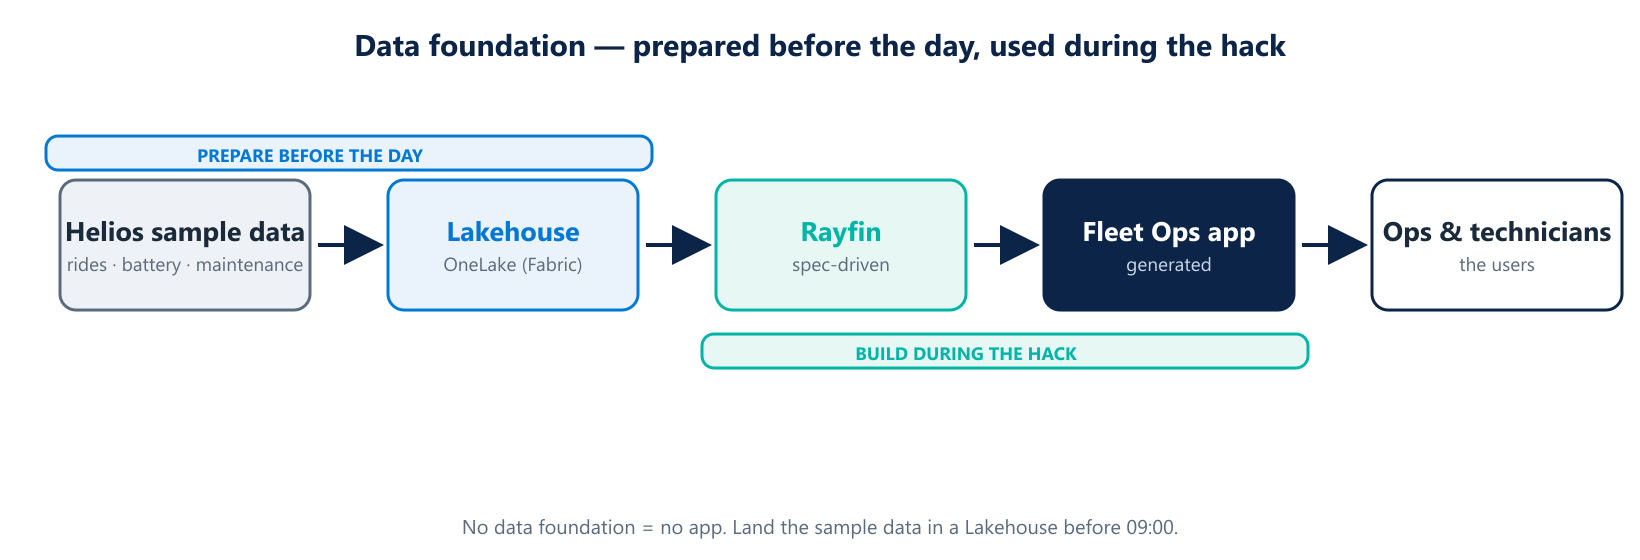 Data foundation — prepared before the day, used during the hack
PREPARE BEFORE THE DAY
Helios sample data
rides · battery · maintenance
Lakehouse
OneLake (Fabric)
Rayfin
spec-driven
Fleet Ops app
generated
Ops & technicians
the users
BUILD DURING THE HACK
No data foundation = no app. Land the sample data in a Lakehouse before 09:00.